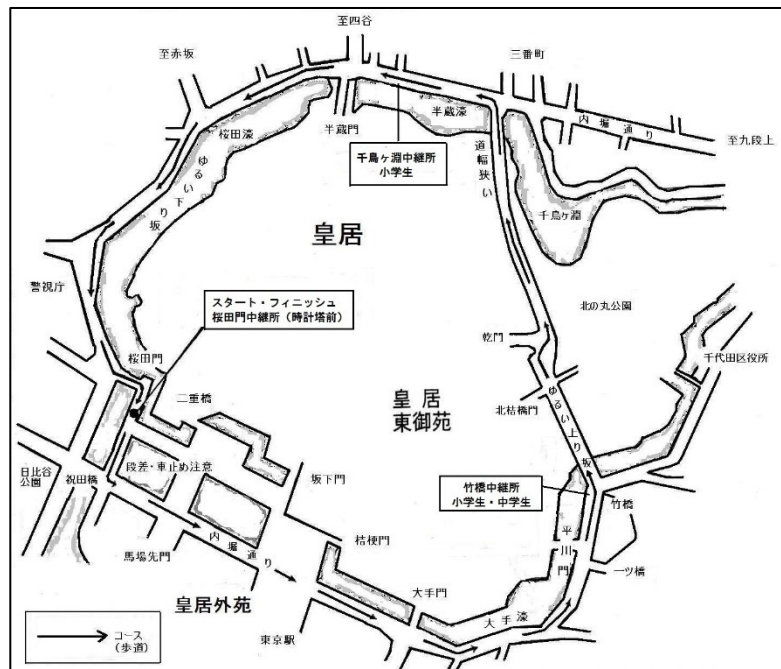 至四谷
至赤坂
三番町
内堀通り
至九段上
半蔵濠
半蔵門
桜田濠
千鳥ヶ淵中継所
小学生
道幅狭い
ゆるい下り坂
千鳥ヶ淵
皇居
北の丸公園
警視庁
スタート・フィニッシュ
桜田門中継所(時計塔前)
乾門
千代田区役所
桜田門
二重橋
北桔橋門
皇居
東御苑
ゆるい上り坂
日比谷
公園
祝田橋
段差・車止め注意
坂下門
竹橋中継所
小学生・中学生
竹橋
平川門
内堀通り
馬場先門
桔梗門
一ツ橋
大手門
大手濠
皇居外苑
東京駅
コース
(歩道)